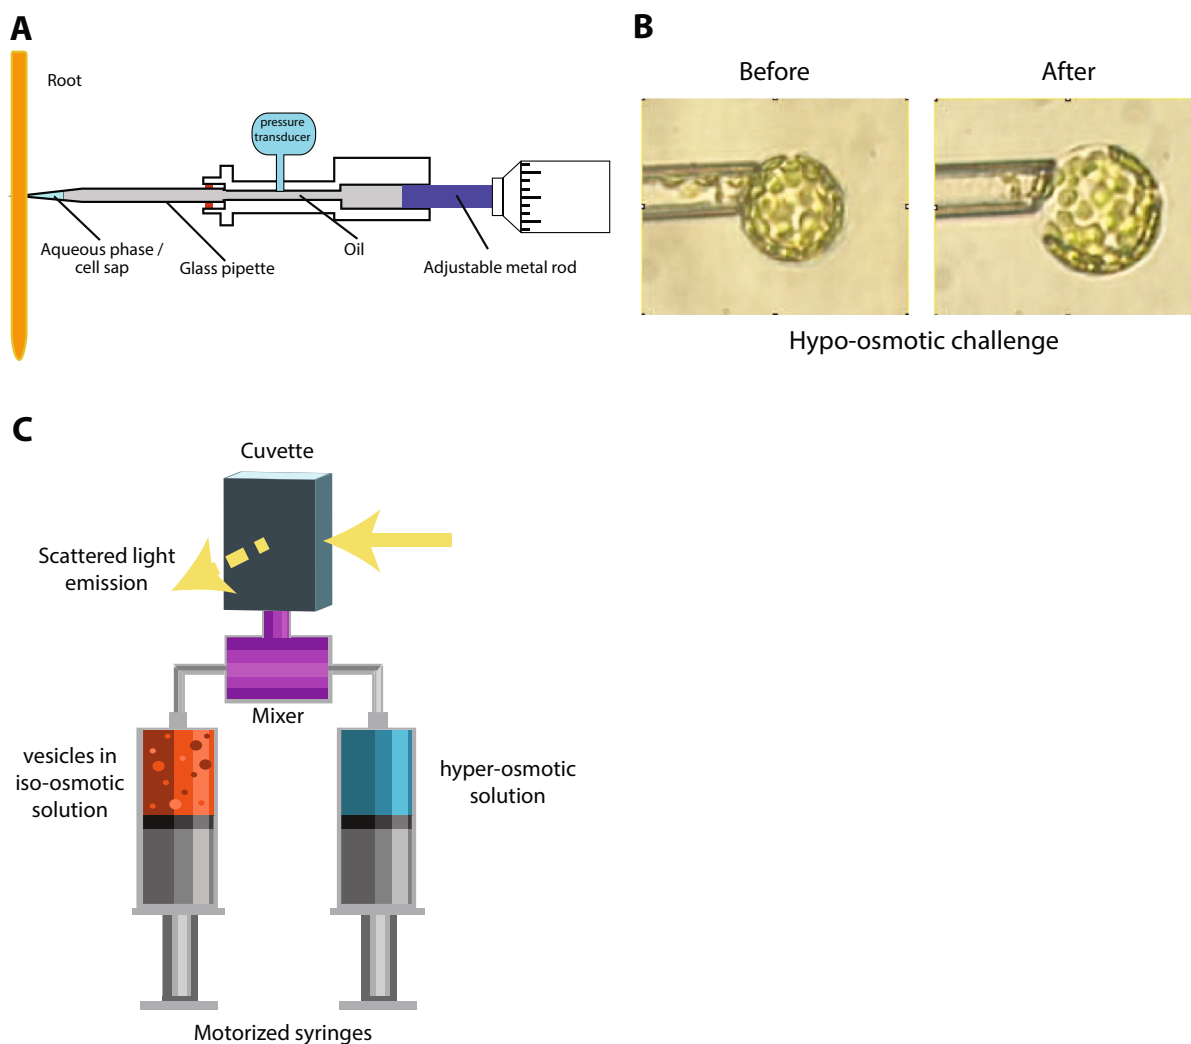 A
Root
pressure
transducer
Aqueous phase /
cell sap
Glass pipette
Oil
Adjustable metal rod
B
Before
After
Hypo-osmotic challenge
C
Cuvette
Scattered light
emission
Mixer
vesicles in
iso-osmotic
solution
hyper-osmotic
solution
Motorized syringes